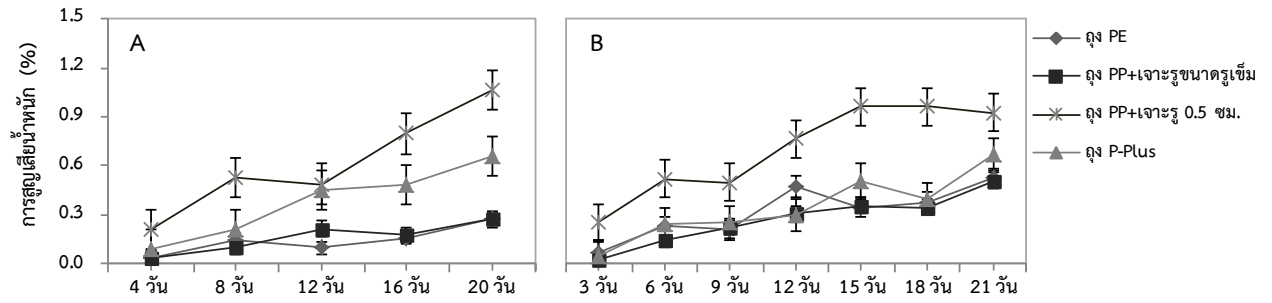 การสูญเสียน้ำหนัก (%)
1.5
1.2
0.9
0.6
0.3
0.0
A
4 วัน 8 วัน 12 วัน 16 วัน 20 วัน
B
3 วัน 6 วัน 9 วัน 12 วัน 15 วัน 18 วัน 21 วัน
ถุง PE
ถุง PP+เจาะรูขนาดรูเข็ม
ถุง PP+เจาะรู 0.5 ซม.
ถุง P-Plus